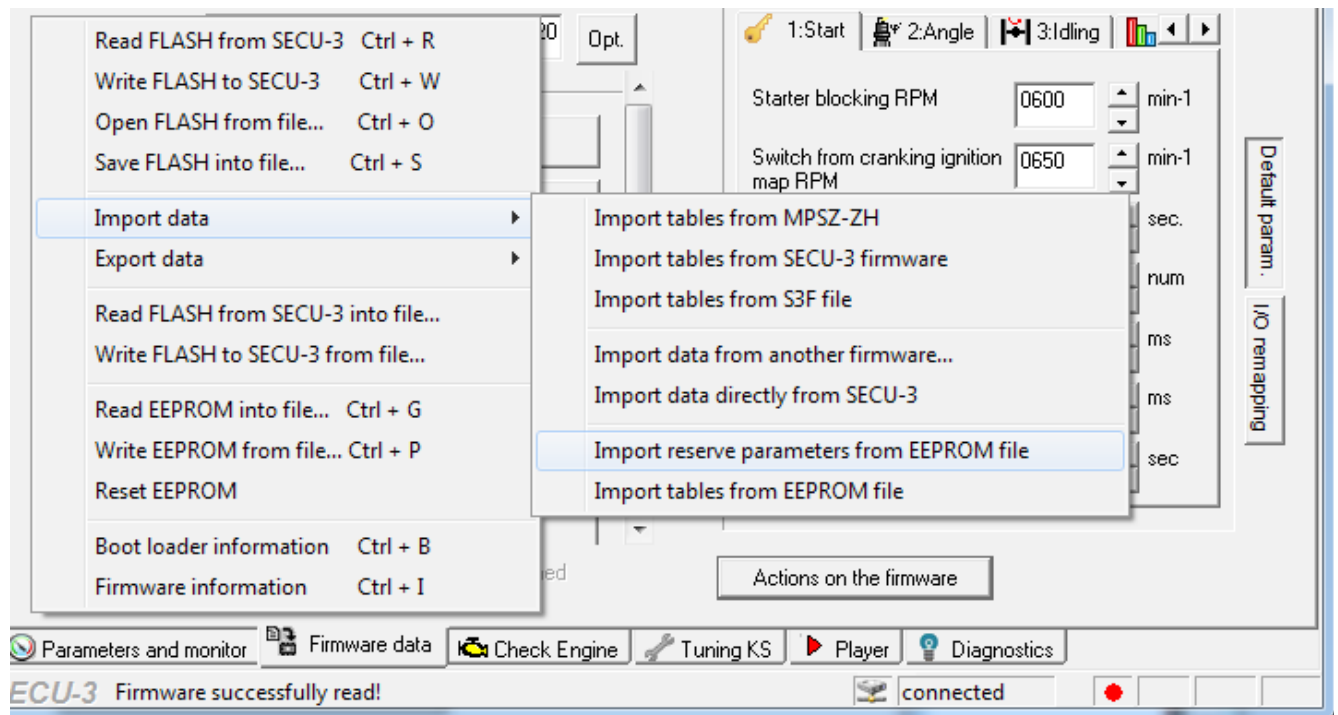 Read FLASH from SECU-3 Ctrl + R
Write FLASH to SECU-3 Ctrl + W
Open FLASH from file... Ctrl + O
Save FLASH into file... Ctrl + S
Import data
Export data
Read FLASH from SECU-3 into file...
Write FLASH to SECU-3 from file...
Read EEPROM into file... Ctrl + G
Write EEPROM from file... Ctrl + P
Reset EEPROM
Boot loader information Ctrl + B
Firmware information Ctrl + I
Import tables from MPSZ-ZH
Import tables from SECU-3 firmware
Import tables from S3F file
Import data from another firmware...
Import data directly from SECU-3
Import reserve parameters from EEPROM file
Import tables from EEPROM file
Opt.
1:Start 2:Angle 3:Idling
Starter blocking RPM 0600 min-1
Switch from cranking ignition 0650 min-1
map RPM
sec.
num
ms
ms
sec
Default param.
I/O remapping
Actions on the firmware
Parameters and monitor Firmware data Check Engine Tuning KS Player Diagnostics
ECU-3 Firmware successfully read! connected